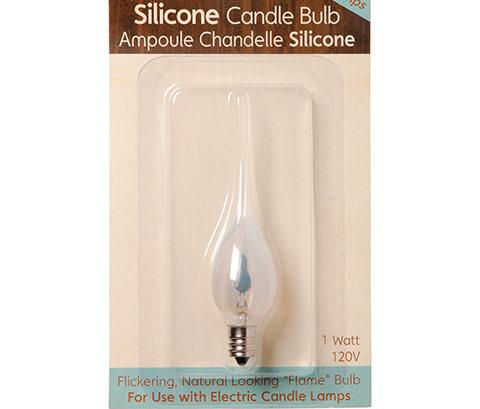 Silicone Candle Bulb
Ampoule Chandelle Silicone
1 Watt
120V
Flickering, Natural Looking "Flame" Bulb
For Use with Electric Candle Lamps